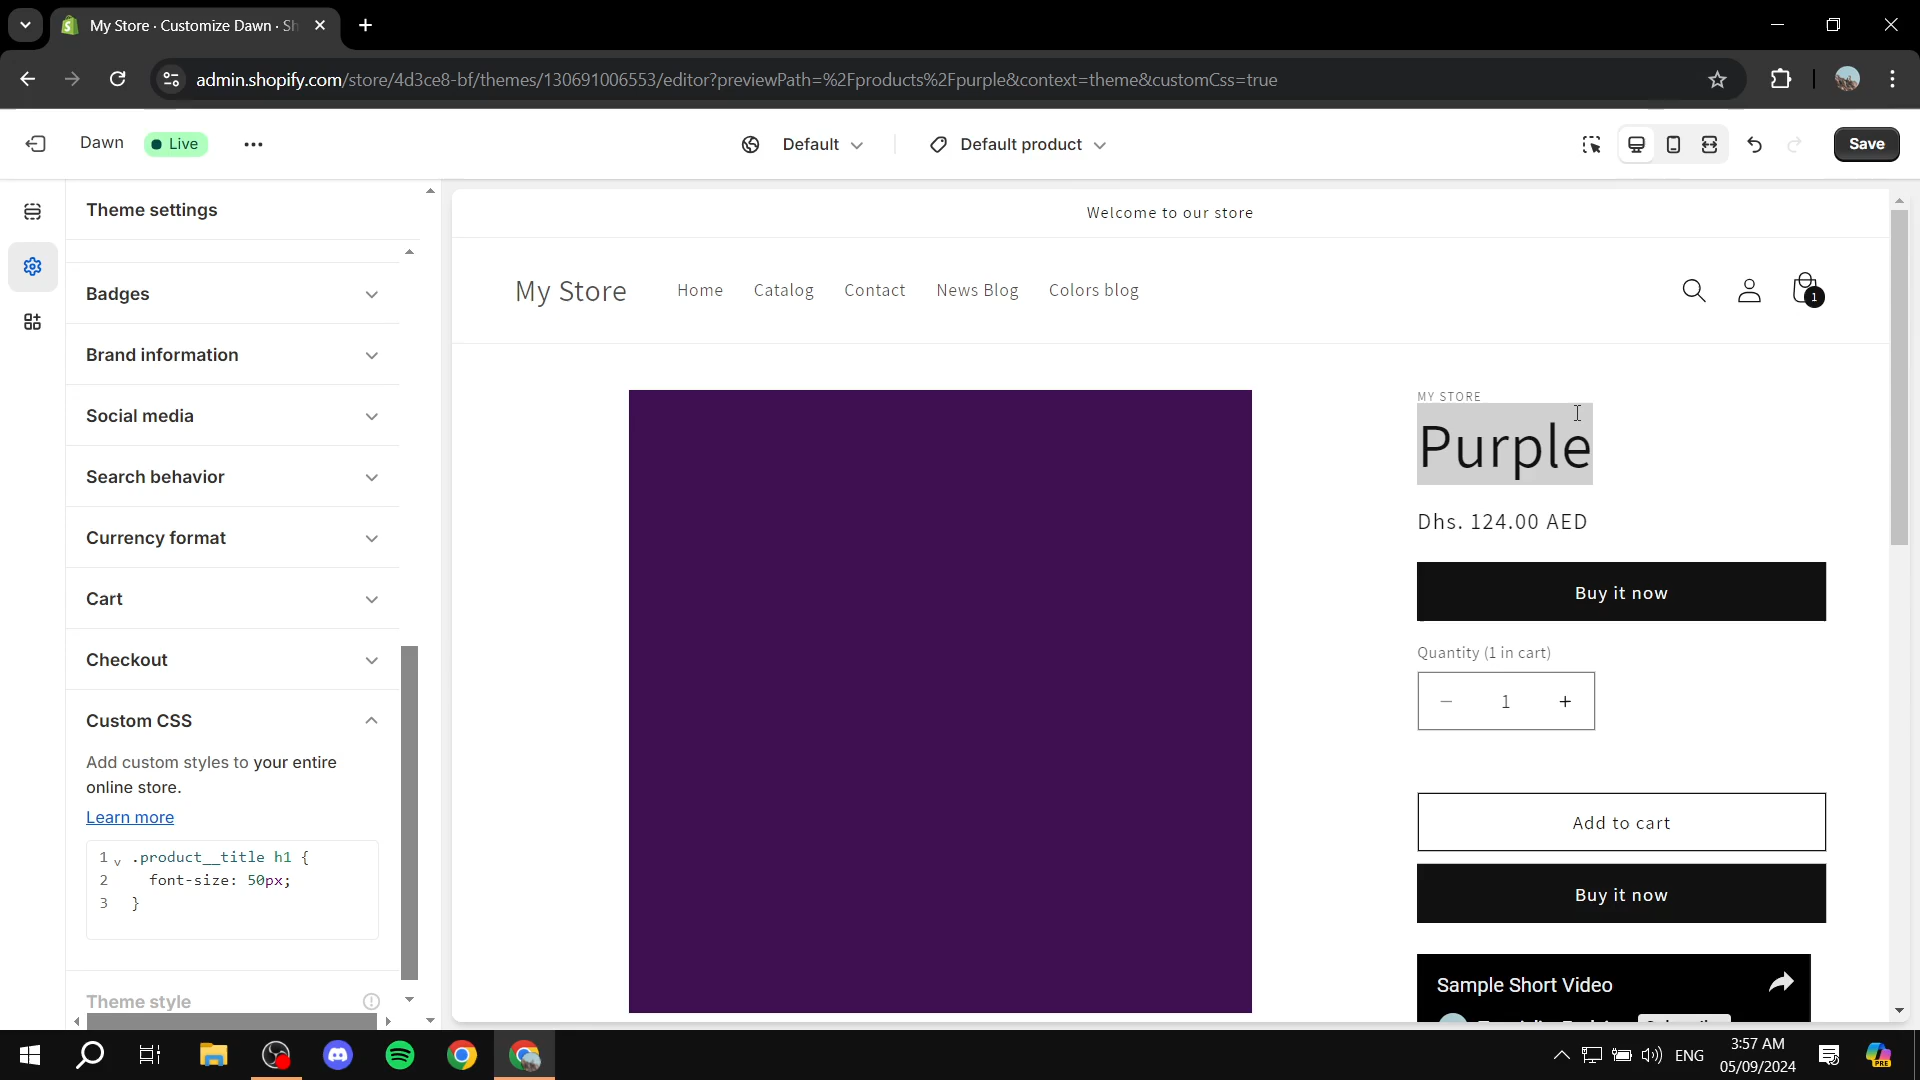 My Store · Customize Dawn · Sh
admin.shopify.com/store/4d3ce8-bf/themes/130691006553/editor?previewPath=%2Fproducts%2Fpurple&context=theme&customCss=true
Dawn
Live
Default
Default product
Save
Theme settings
Badges
Brand information
Social media
Search behavior
Currency format
Cart
Checkout
Custom CSS
Add custom styles to your entire
online store.
Learn more
1 .product__title h1 {
2 font-size: 50px;
3 }
Theme style
Welcome to our store
My Store
Home
Catalog
Contact
News Blog
Colors blog
1
MY STORE
Purple
Dhs. 124.00 AED
Buy it now
Quantity (1 in cart)
1
Add to cart
Buy it now
Sample Short Video
ENG
3:57 AM
05/09/2024
PRE